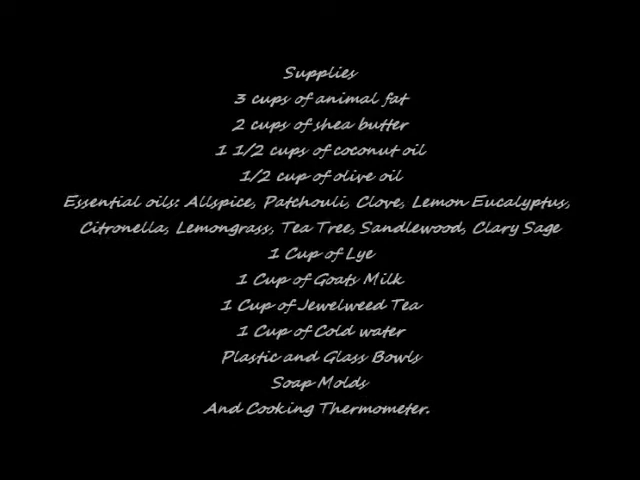 Supplies
3 cups of animal fat
2 cups of shea butter
1 1/2 cups of coconut oil
1/2 cup of olive oil
Essential oils: Allspice, Patchouli, Clove, Lemon Eucalyptus,
Citronella, Lemongrass, Tea Tree, Sandlewood, Clary Sage
1 Cup of Lye
1 Cup of Goats Milk
1 Cup of Jewelweed Tea
1 Cup of Cold water
Plastic and Glass Bowls
Soap Molds
And Cooking Thermometer.